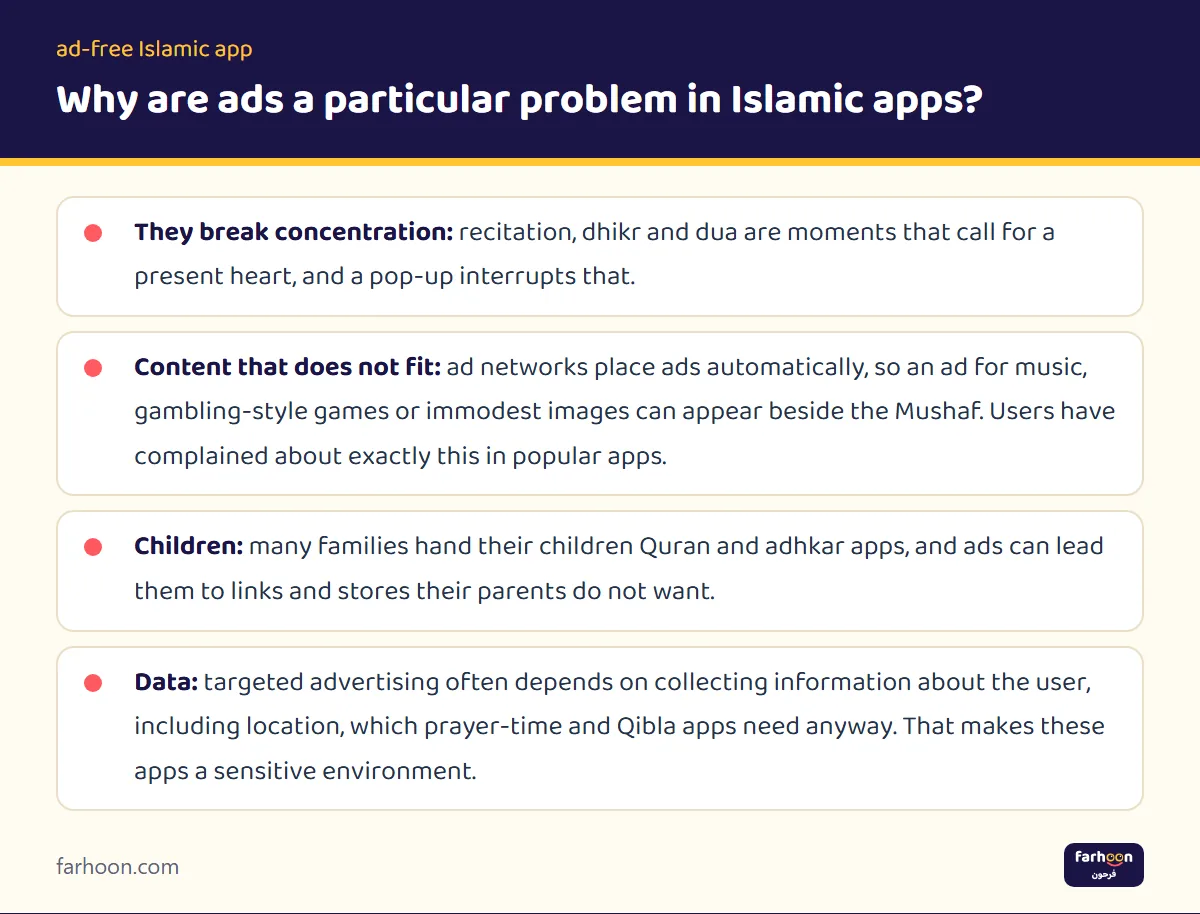 ad-free Islamic app
Why are ads a particular problem in Islamic apps?
They break concentration: recitation, dhikr and dua are moments that call for a
present heart, and a pop-up interrupts that.
Content that does not fit: ad networks place ads automatically, so an ad for music,
gambling-style games or immodest images can appear beside the Mushaf. Users have
complained about exactly this in popular apps.
Children: many families hand their children Quran and adhkar apps, and ads can lead
them to links and stores their parents do not want.
Data: targeted advertising often depends on collecting information about the user,
including location, which prayer-time and Qibla apps need anyway. That makes these
apps a sensitive environment.
farhoon.com
farhoon
فرحون